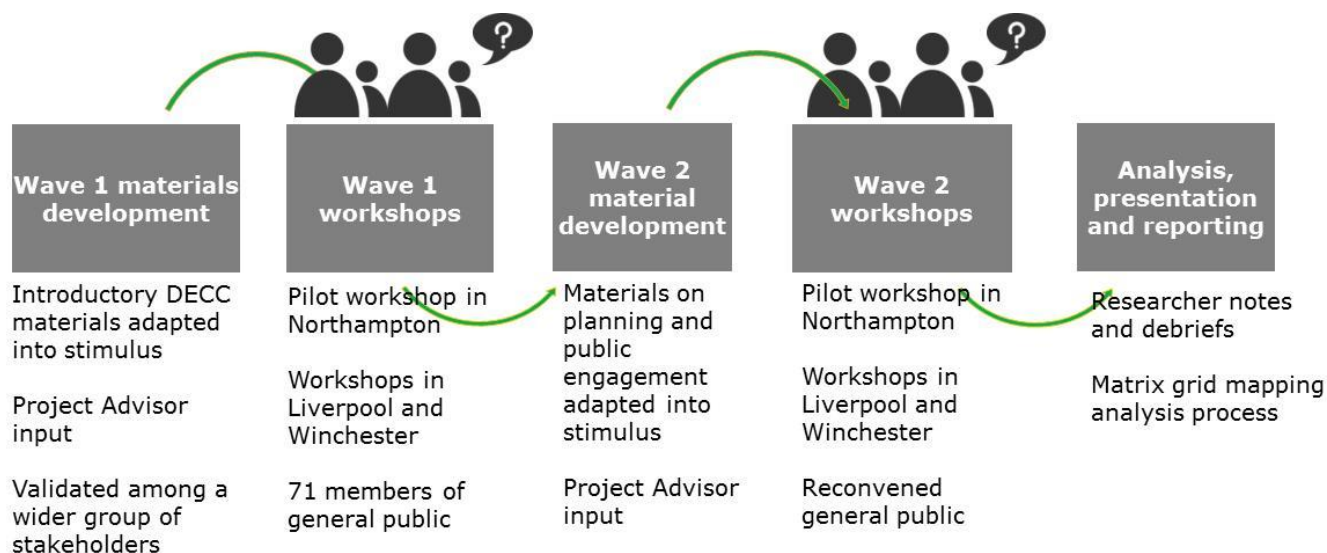 ?
?
Wave 1 materials
development
Wave 1
workshops
Wave 2
material
development
Wave 2
workshops
Analysis,
presentation
and reporting
Introductory DECC
materials adapted
into stimulus
Project Advisor
input
Validated among a
wider group of
stakeholders
Pilot workshop in
Northampton
Workshops in
Liverpool and
Winchester
71 members of
general public
Materials on
planning and
public
engagement
adapted into
stimulus
Project Advisor
input
Pilot workshop in
Northampton
Workshops in
Liverpool and
Winchester
Reconvened
general public
Researcher notes
and debriefs
Matrix grid mapping
analysis process